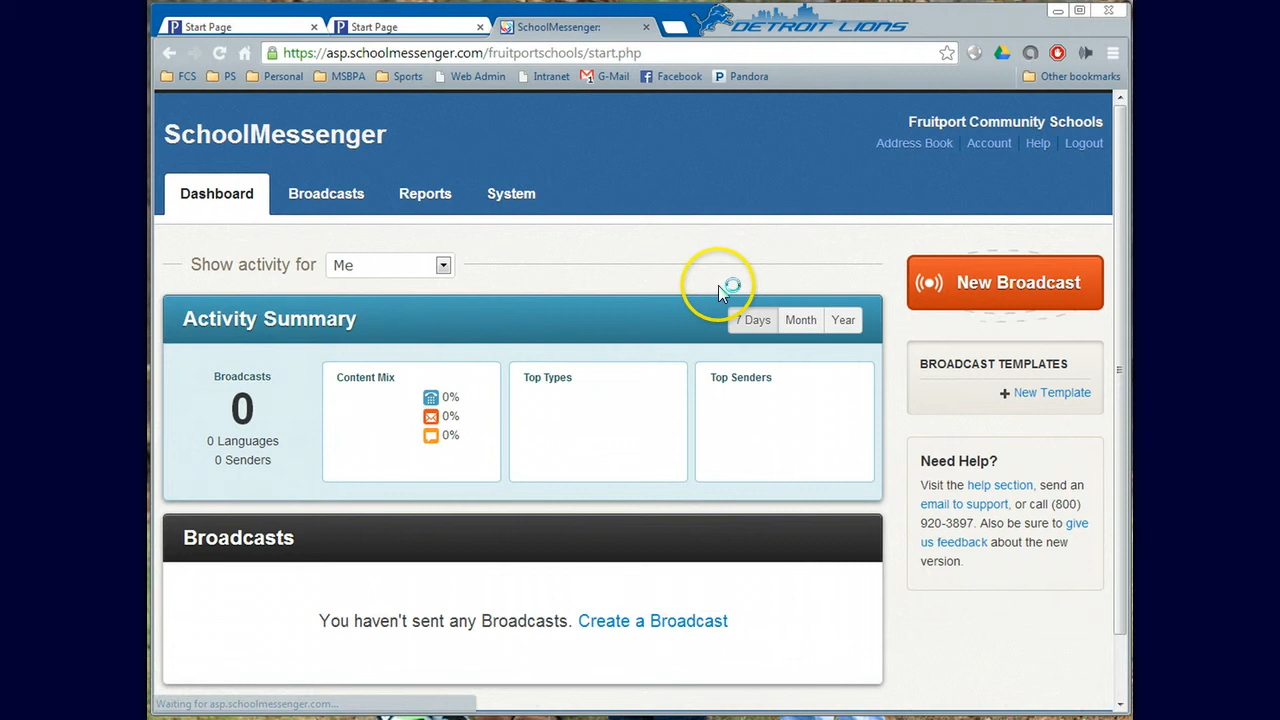 Start Page
Start Page
SchoolMessenger:
DETROIT LIONS
https://asp.schoolmessenger.com/fruitportschools/start.php
FCS PS Personal MSBPA Sports Web Admin Intranet G-Mail Facebook Pandora Other bookmarks
SchoolMessenger
Fruitport Community Schools
Address Book Account Help Logout
Dashboard Broadcasts Reports System
Show activity for Me
New Broadcast
Activity Summary
7 Days Month Year
Broadcasts
0
0 Languages
0 Senders
Content Mix
0%
0%
0%
Top Types
Top Senders
BROADCAST TEMPLATES
New Template
Need Help?
Visit the help section, send an
email to support, or call (800)
920-3897. Also be sure to give
us feedback about the new
version.
Broadcasts
You haven't sent any Broadcasts. Create a Broadcast
Waiting for asp.schoolmessenger.com...